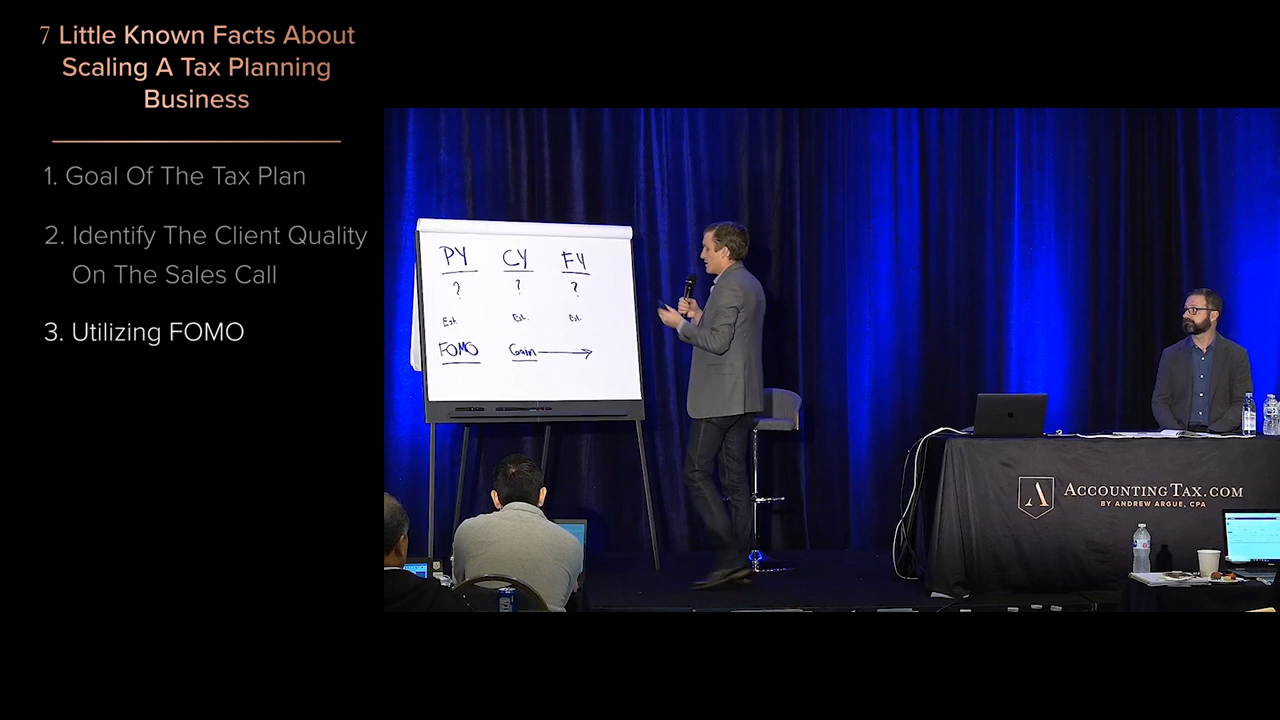 7 Little Known Facts About
Scaling A Tax Planning
Business
1. Goal Of The Tax Plan
2. Identify The Client Quality
On The Sales Call
3. Utilizing FOMO
PY CY FY
? ? ?
Est. Est. Est.
FOMO Gain
A ACCOUNTINGTAX.COM
BY ANDREW ARGUE, CPA